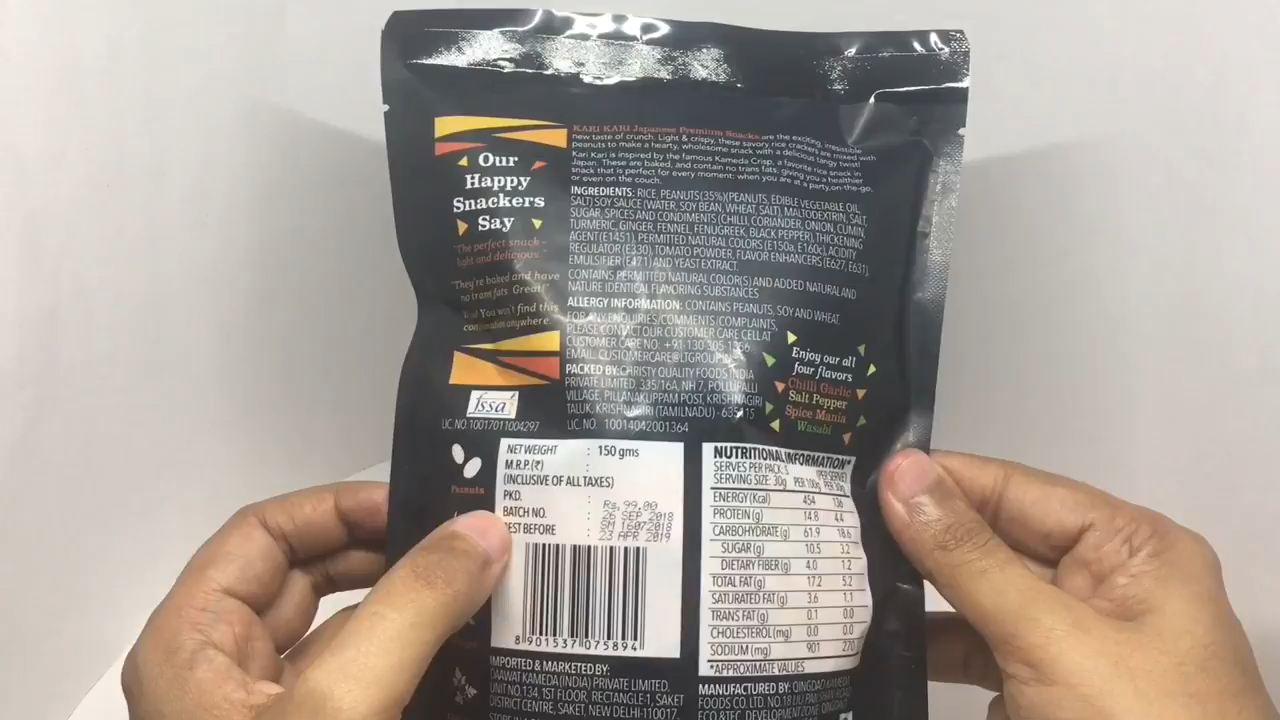 Our
Happy
Snackers
Say
"The perfect snack -
light and delicious."
"They're baked and have
no trans fats. Great!"
You won't find this
anywhere.
fssai
LIC. NO. 10017011004297
Peanuts
KARI KARI Japanese Premium Snacks are the exciting, irresistible
new taste of crunch. Light & crispy, these savory rice crackers are mixed with
peanuts to make a hearty, wholesome snack with a delicious tangy twist!
Kari Kari is inspired by the famous Kameda Crisp, a favorite rice snack in
Japan. These are baked, and contain no trans fats, giving you a healthier
snack that is perfect for every moment: when you are at a party, on-the-go,
or even on the couch.
INGREDIENTS: RICE, PEANUTS (35%)(PEANUTS, EDIBLE VEGETABLE OIL,
SALT) SOY SAUCE (WATER, SOY BEAN, WHEAT, SALT), MALTODEXTRIN, SALT,
SUGAR, SPICES AND CONDIMENTS (CHILLI, CORIANDER, ONION, CUMIN,
TURMERIC, GINGER, FENNEL, FENUGREEK, BLACK PEPPER), THICKENING
AGENT (E1451), PERMITTED NATURAL COLORS (E150a, E160c), ACIDITY
REGULATOR (E330), TOMATO POWDER, FLAVOR ENHANCERS (E627, E631),
EMULSIFIER (E471) AND YEAST EXTRACT.
CONTAINS PERMITTED NATURAL COLOR(S) AND ADDED NATURAL AND
NATURE IDENTICAL FLAVORING SUBSTANCES
ALLERGY INFORMATION: CONTAINS PEANUTS, SOY AND WHEAT.
FOR ANY ENQUIRIES/COMMENTS/COMPLAINTS,
PLEASE CONTACT OUR CUSTOMER CARE CELL AT
CUSTOMER CARE NO: +91-130-305-1366
EMAIL: CUSTOMERCARE@LTGROUP.IN
PACKED BY: CHRISTY QUALITY FOODS INDIA
PRIVATE LIMITED, 335/16A, NH 7, POLLUPALLI
VILLAGE, PILLANAKUPPAM POST, KRISHNAGIRI
TALUK, KRISHNAGIRI (TAMILNADU) - 635115
LIC. NO. 10014042001364
Enjoy our all
four flavors
Chilli Garlic
Salt Pepper
Spice Mania
Wasabi
NET WEIGHT : 150 gms
M.R.P.(₹) :
(INCLUSIVE OF ALL TAXES)
PKD. : Rs. 99.00
BATCH NO. : 26 SEP 2018
SM 16072018
BEST BEFORE : 23 APR 2019
8 901537 075894
NUTRITIONAL INFORMATION*
SERVES PER PACK: 5
SERVING SIZE: 30g PER 100g (PER SERVE) PER 30g
ENERGY (Kcal) 454 136
PROTEIN (g) 14.8 4.4
CARBOHYDRATE (g) 61.9 18.6
SUGAR (g) 10.5 3.2
DIETARY FIBER (g) 4.0 1.2
TOTAL FAT (g) 17.2 5.2
SATURATED FAT (g) 3.6 1.1
TRANS FAT (g) 0.1 0.0
CHOLESTEROL (mg) 0.0 0.0
SODIUM (mg) 901 270
*APPROXIMATE VALUES
IMPORTED & MARKETED BY:
DAAWAT KAMEDA (INDIA) PRIVATE LIMITED.
UNIT NO.134, 1ST FLOOR, RECTANGLE-1, SAKET
DISTRICT CENTRE, SAKET, NEW DELHI-110017.
MANUFACTURED BY: QINGDAO KAMEDA
FOODS CO. LTD. NO.18 LIU PANSHAN ROAD
ECO & TEC. DEVELOPMENT ZONE QINGDAO